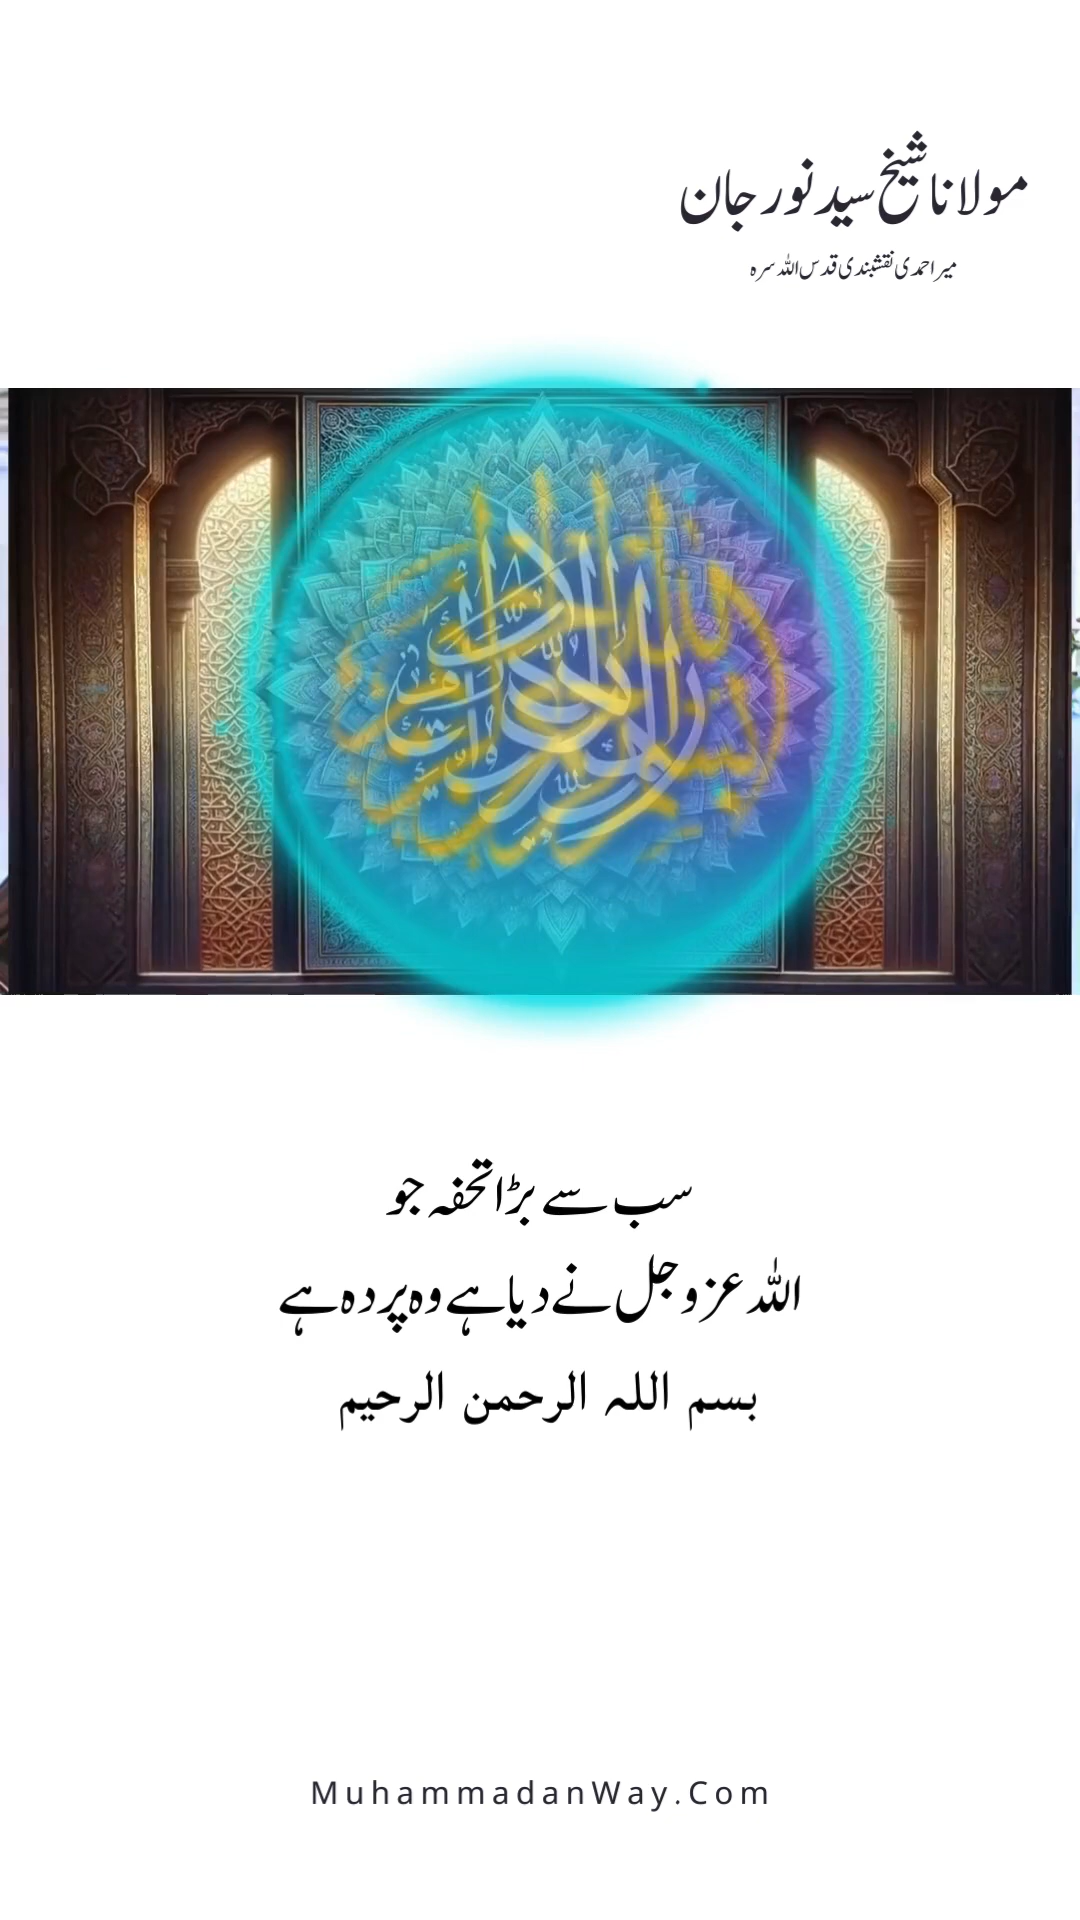 مولانا شیخ سید نور جان
میر احمدی نقشبندی قدس اللہ سرہ
سب سے بڑا تحفہ جو
اللہ عزوجل نے دیا ہے وہ پردہ ہے
بسم اللہ الرحمن الرحیم
MuhammadanWay.Com